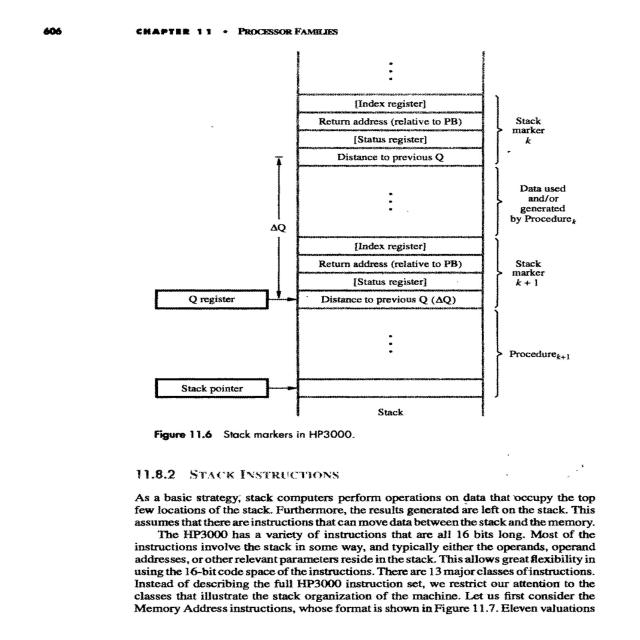 606 CHAPTER 11 • PROCESSOR FAMILIES
[Index register]
Return address (relative to PB)
[Status register]
Distance to previous Q
Stack
marker
k
Data used
and/or
generated
by Procedurek
ΔQ
[Index register]
Return address (relative to PB)
[Status register]
Distance to previous Q (ΔQ)
Stack
marker
k + 1
Q register
Procedurek+1
Stack pointer
Stack
Figure 11.6 Stack markers in HP3000.
11.8.2 STACK INSTRUCTIONS
As a basic strategy, stack computers perform operations on data that occupy the top
few locations of the stack. Furthermore, the results generated are left on the stack. This
assumes that there are instructions that can move data between the stack and the memory.
The HP3000 has a variety of instructions that are all 16 bits long. Most of the
instructions involve the stack in some way, and typically either the operands, operand
addresses, or other relevant parameters reside in the stack. This allows great flexibility in
using the 16-bit code space of the instructions. There are 13 major classes of instructions.
Instead of describing the full HP3000 instruction set, we restrict our attention to the
classes that illustrate the stack organization of the machine. Let us first consider the
Memory Address instructions, whose format is shown in Figure 11.7. Eleven valuations